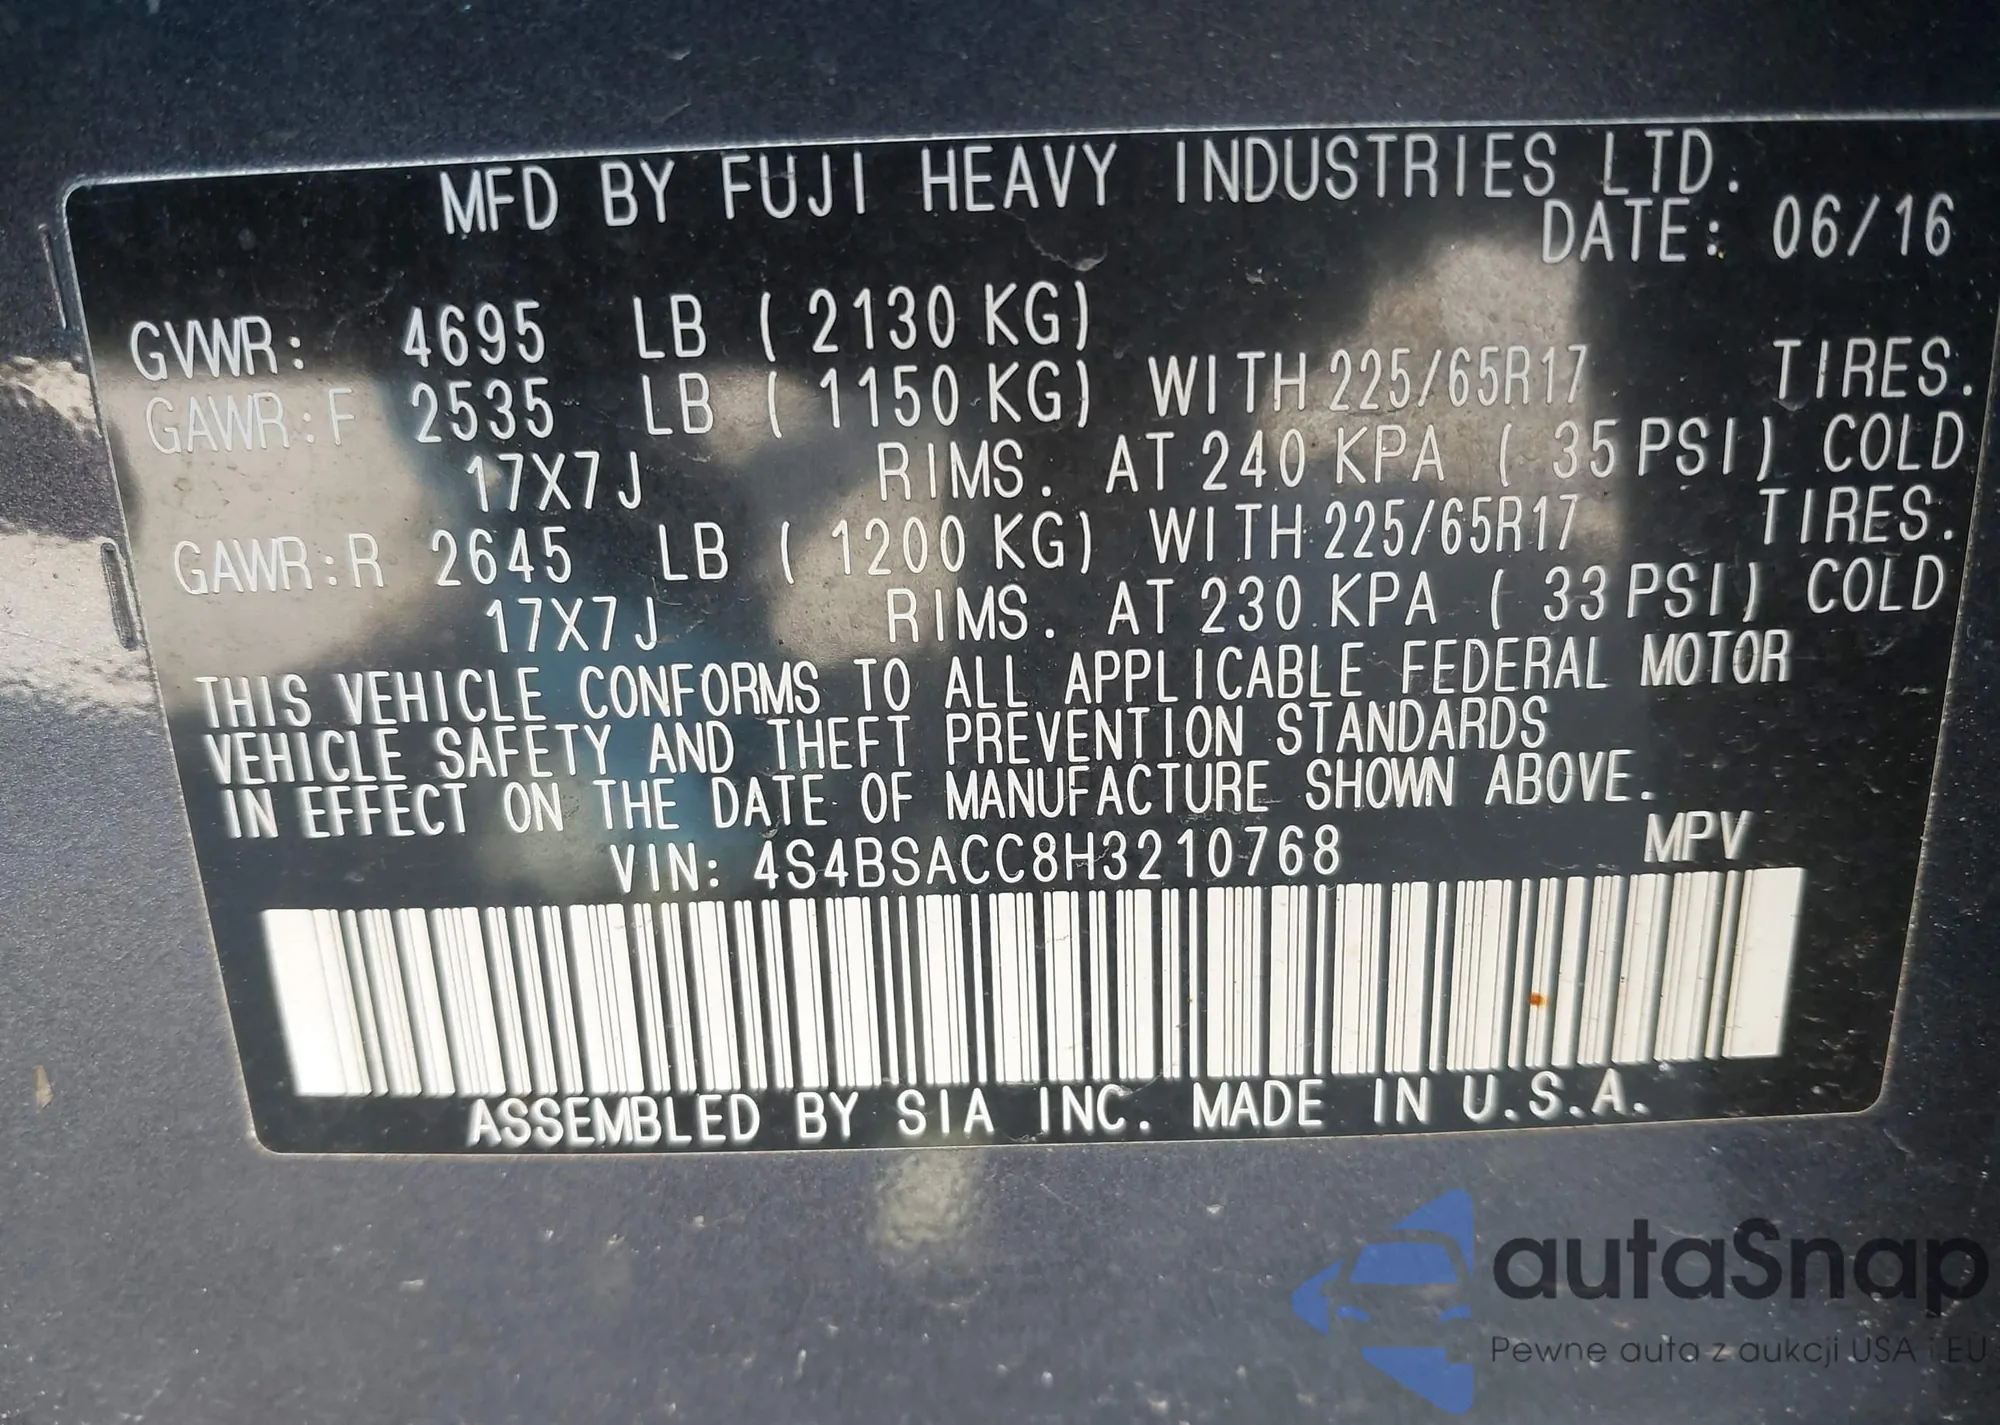 MFD BY FUJI HEAVY INDUSTRIES LTD.
DATE: 06/16
GVWR: 4695 LB ( 2130 KG)
GAWR:F 2535 LB ( 1150 KG) WITH 225/65R17 TIRES.
17X7J RIMS. AT 240 KPA ( 35 PSI) COLD
GAWR:R 2645 LB ( 1200 KG) WITH 225/65R17 TIRES.
17X7J RIMS. AT 230 KPA ( 33 PSI) COLD
THIS VEHICLE CONFORMS TO ALL APPLICABLE FEDERAL MOTOR
VEHICLE SAFETY AND THEFT PREVENTION STANDARDS
IN EFFECT ON THE DATE OF MANUFACTURE SHOWN ABOVE.
VIN: 4S4BSACC8H3210768 MPV
ASSEMBLED BY SIA INC. MADE IN U.S.A.
autaSnap
Pewne auta z aukcji USA i EU